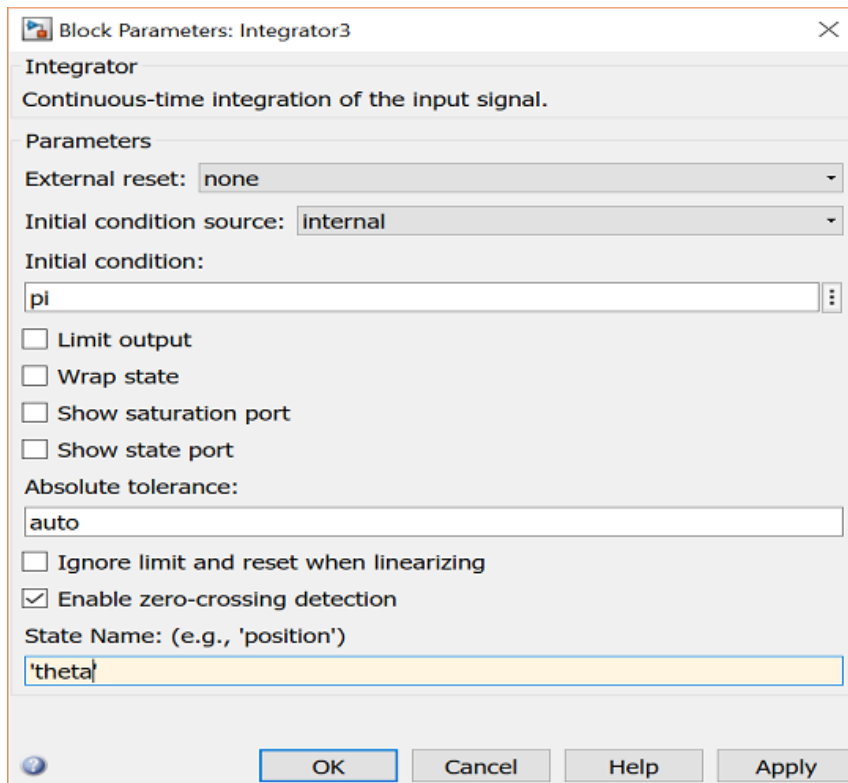 Block Parameters: Integrator3
Integrator
Continuous-time integration of the input signal.
Parameters
External reset: none
Initial condition source: internal
Initial condition:
pi
Limit output
Wrap state
Show saturation port
Show state port
Absolute tolerance:
auto
Ignore limit and reset when linearizing
Enable zero-crossing detection
State Name: (e.g., 'position')
'theta'
OK Cancel Help Apply